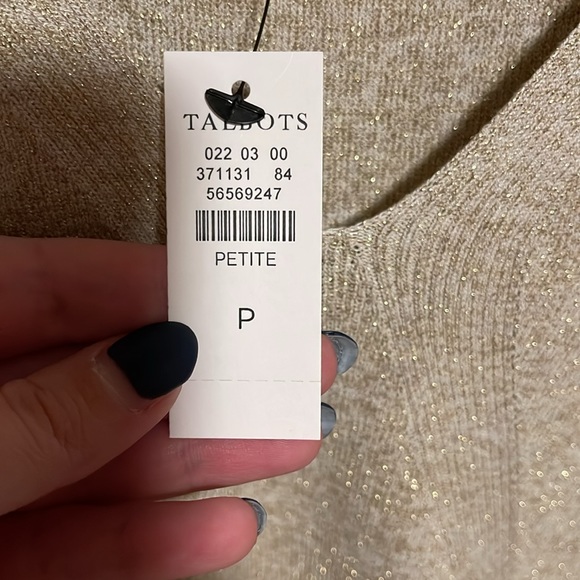 TALBOTS
022 03 00
371131 84
56569247
PETITE
P